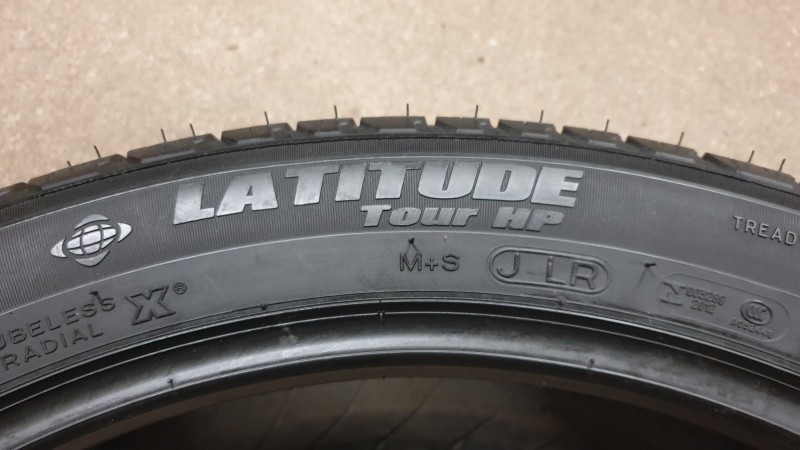 LATITUDE
Tour HP
TREAD
M+S
J LR
UBELESS X®
RADIAL
2012